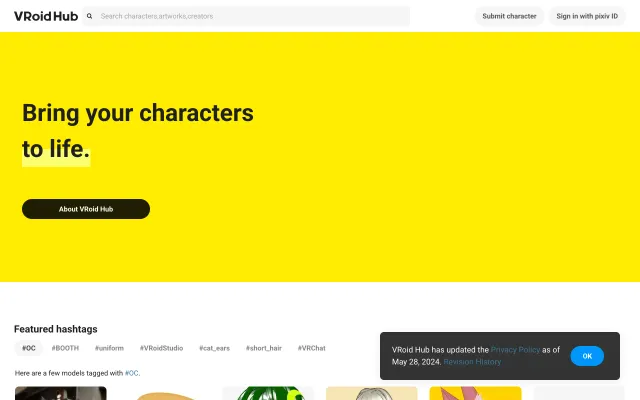 VRoid Hub
Search characters,artworks,creators
Submit character
Sign in with pixiv ID
Bring your characters
to life.
About VRoid Hub
Featured hashtags
#OC #BOOTH #uniform #VRoidStudio #cat_ears #short_hair #VRChat
Here are a few models tagged with #OC.
VRoid Hub has updated the Privacy Policy as of
May 28, 2024. Revision History
OK